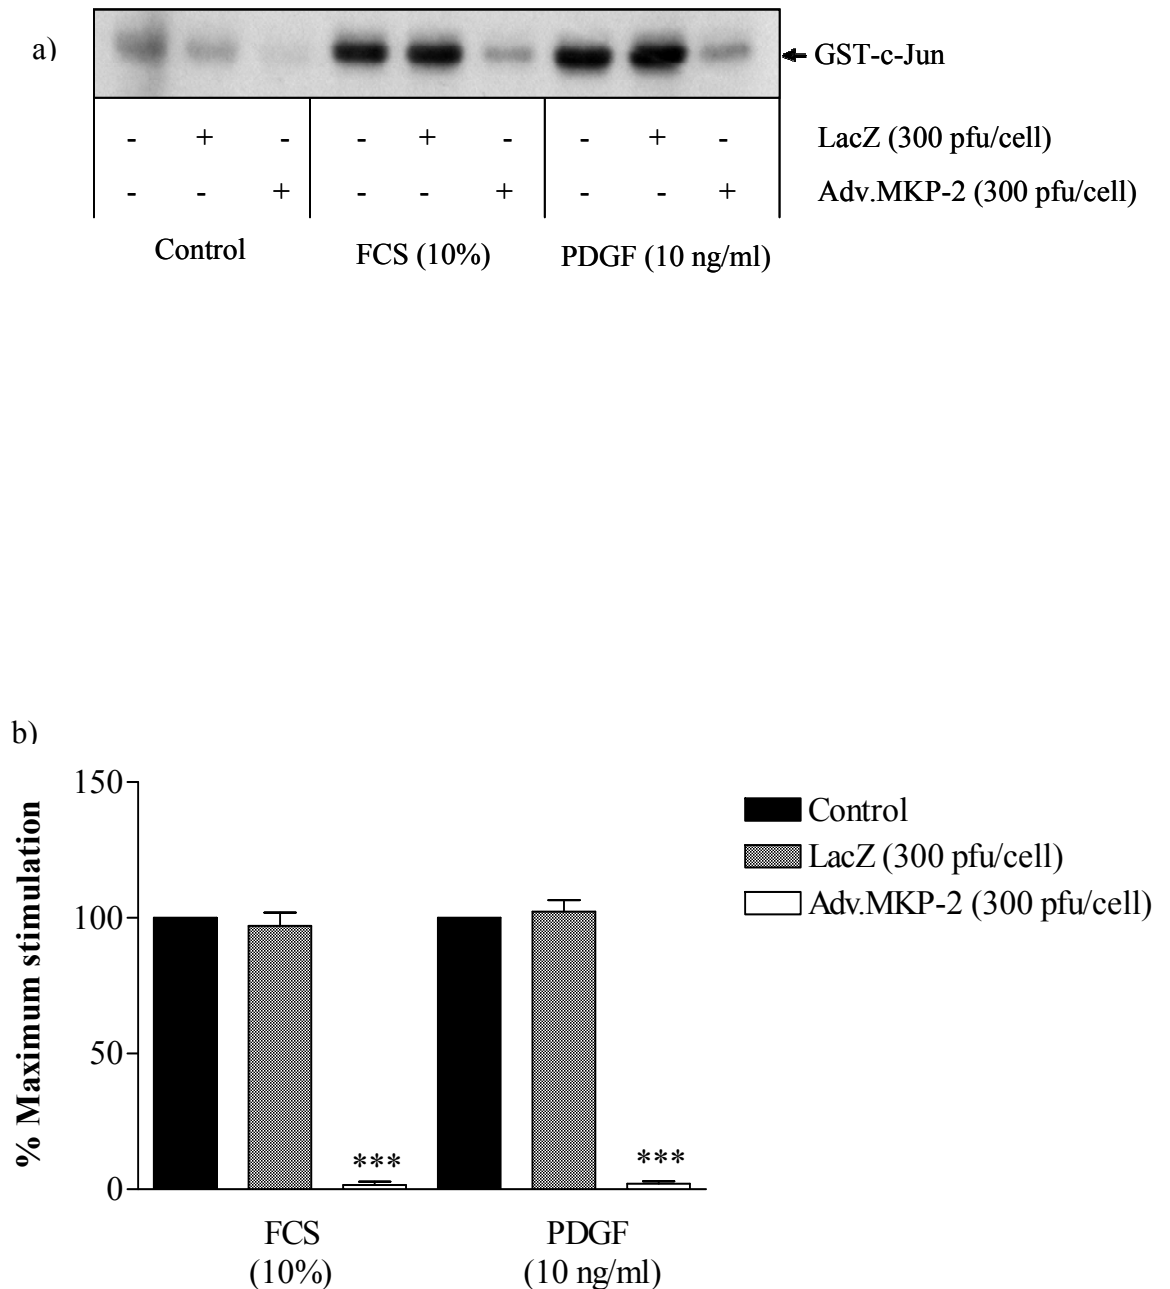 a)
GST-c-Jun
- + - - + - - + - LacZ (300 pfu/cell)
- - + - - + - - + Adv.MKP-2 (300 pfu/cell)
Control FCS (10%) PDGF (10 ng/ml)
b)
% Maximum stimulation
150
100
50
0
*** ***
FCS PDGF
(10%) (10 ng/ml)
Control
LacZ (300 pfu/cell)
Adv.MKP-2 (300 pfu/cell)